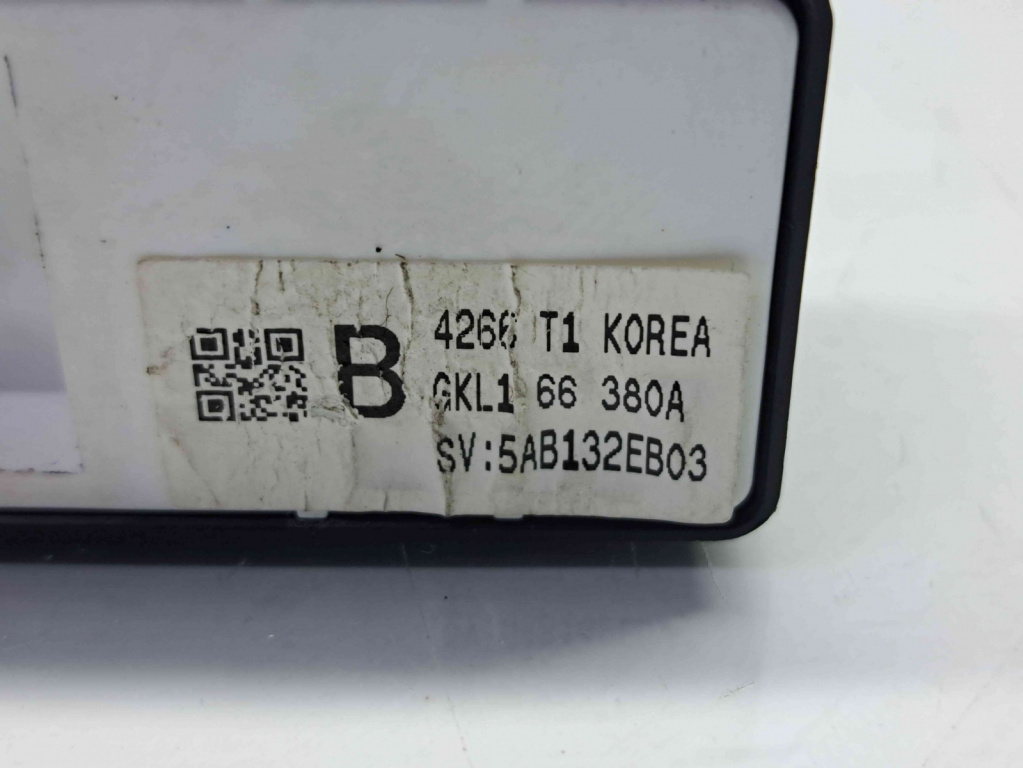 B
4266 T1 KOREA
GKL1 66 380A
SV:5AB132EB03